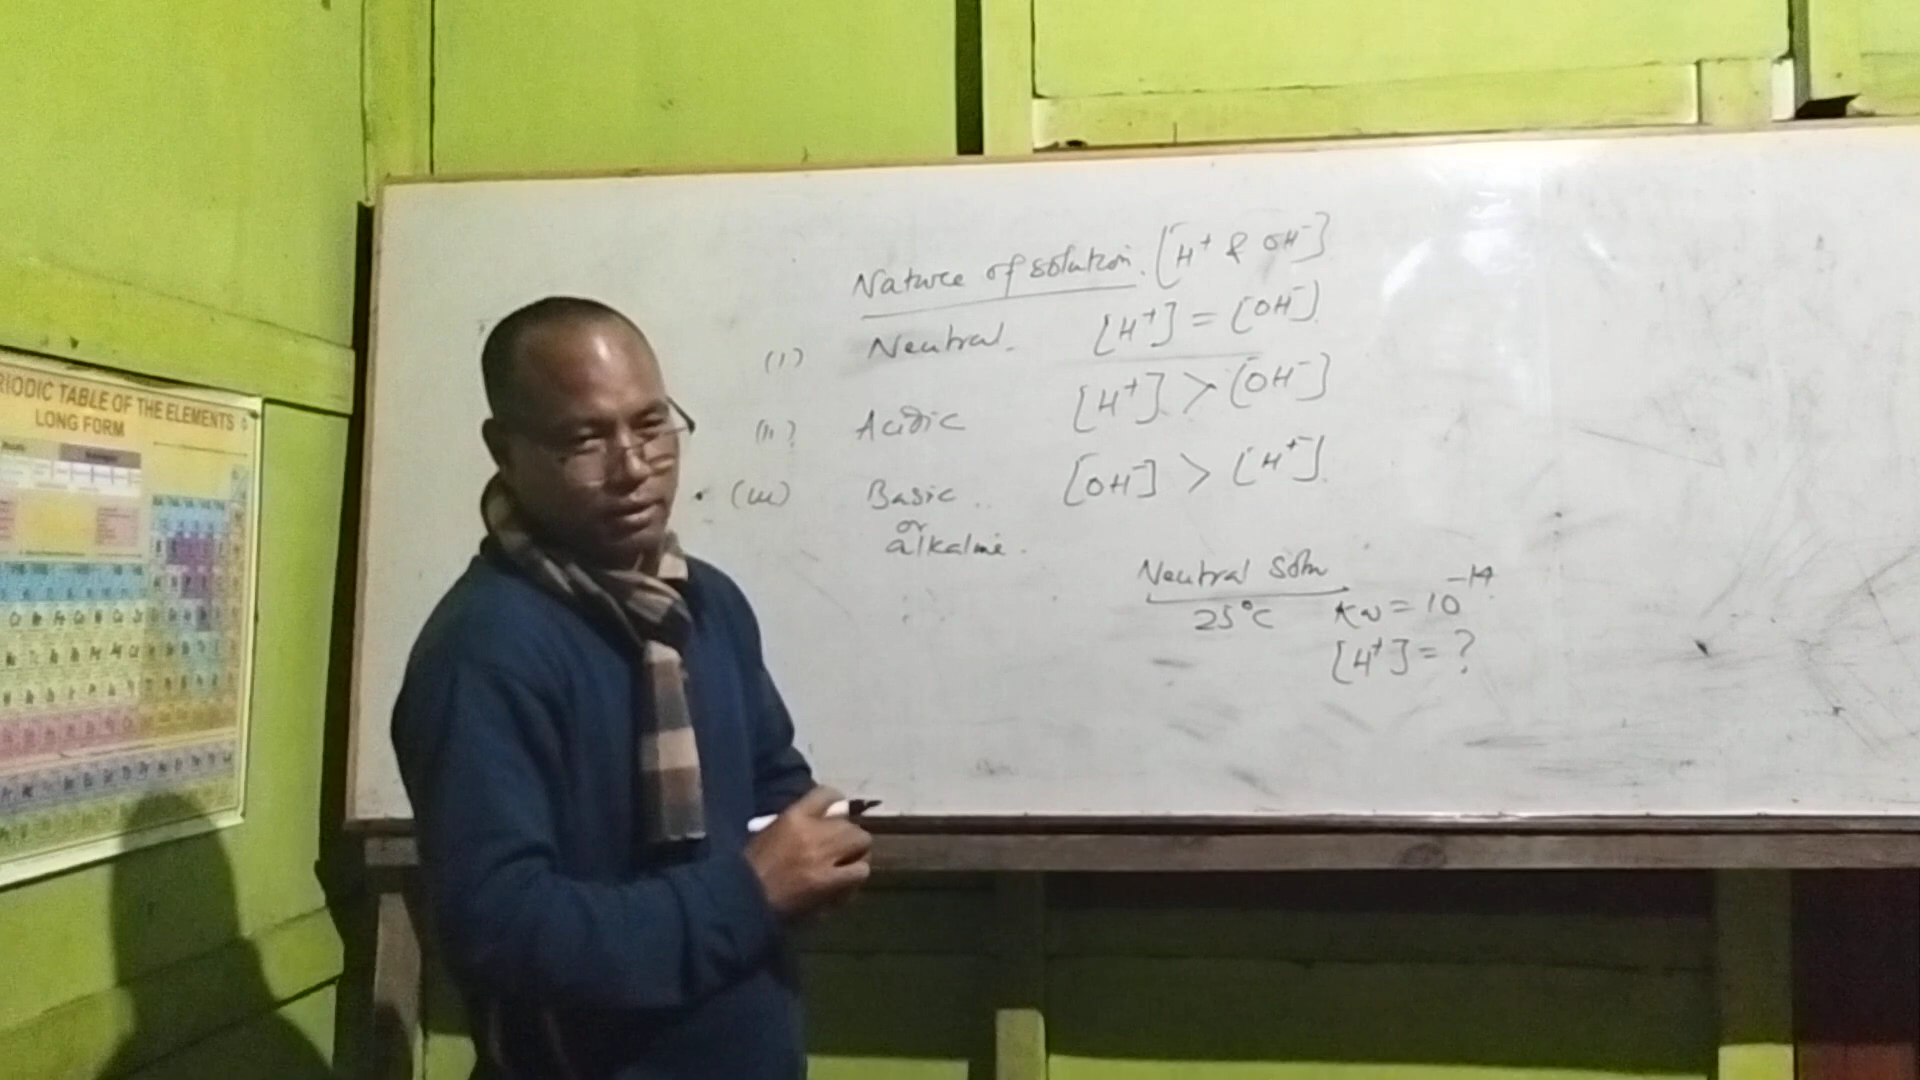 RIODIC TABLE OF THE ELEMENTS
LONG FORM
Nature of solution. [H⁺ & OH⁻]
(i) Neutral. [H⁺] = [OH⁻].
(ii) Acidic [H⁺] > [OH⁻]
(iii) Basic .. [OH⁻] > [H⁺].
or
alkaline.
Neutral Soln
25°C Kw = 10⁻¹⁴
[H⁺] = ?